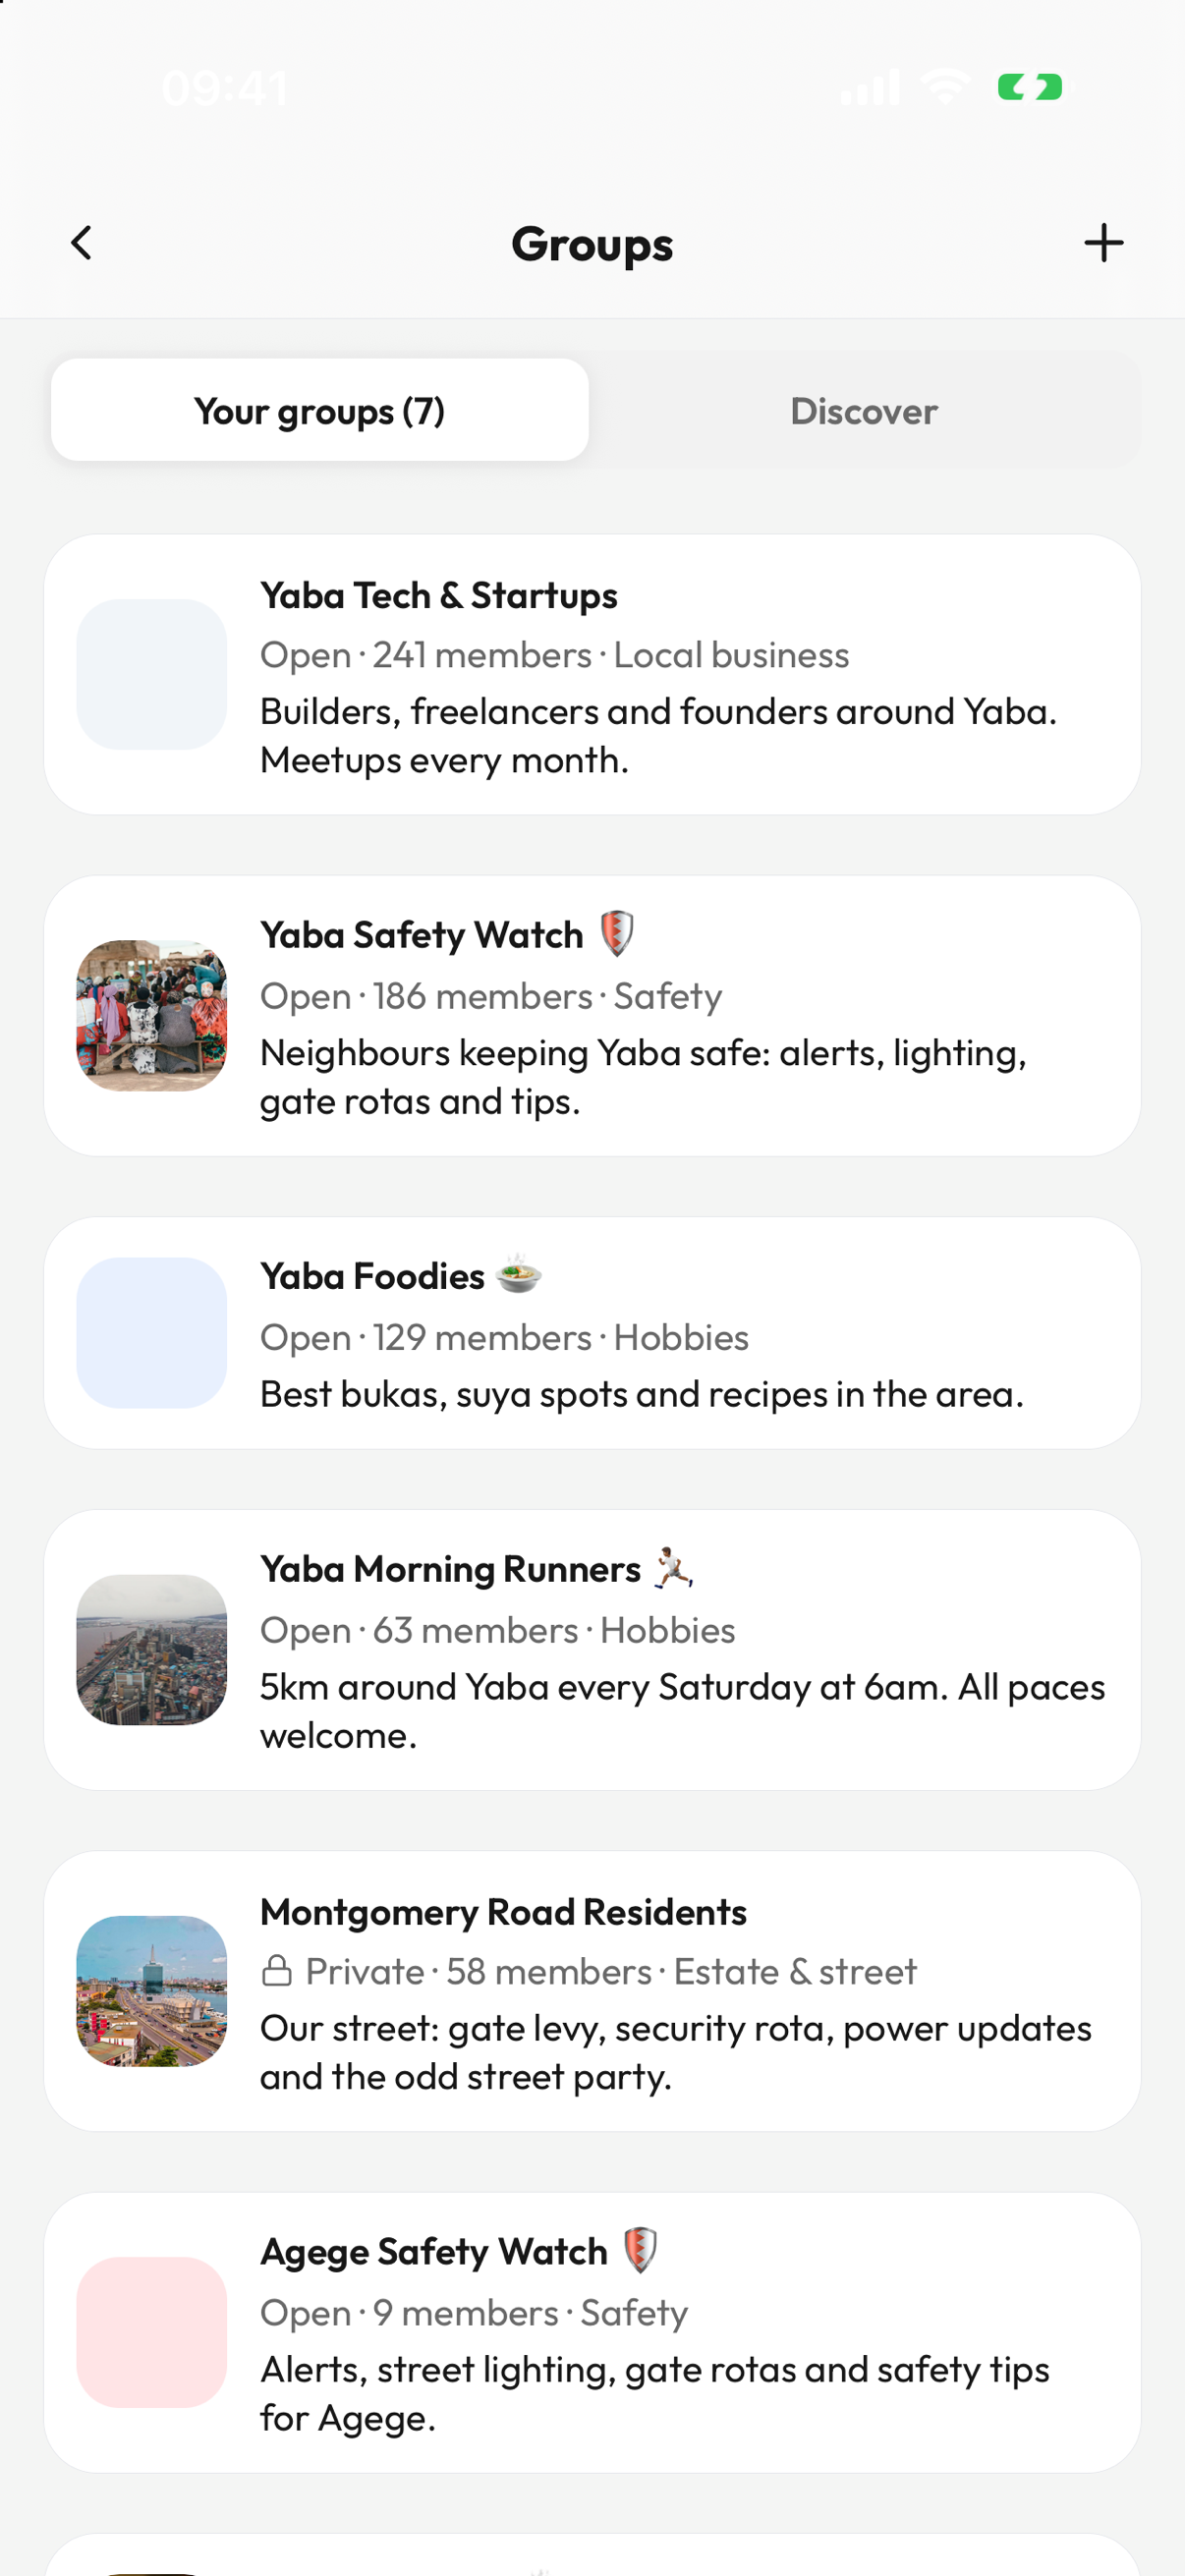 09:41
Groups
Your groups (7)
Discover
Yaba Tech & Startups
Open · 241 members · Local business
Builders, freelancers and founders around Yaba.
Meetups every month.
Yaba Safety Watch 🛡️
Open · 186 members · Safety
Neighbours keeping Yaba safe: alerts, lighting,
gate rotas and tips.
Yaba Foodies 🍲
Open · 129 members · Hobbies
Best bukas, suya spots and recipes in the area.
Yaba Morning Runners 🏃🏾
Open · 63 members · Hobbies
5km around Yaba every Saturday at 6am. All paces
welcome.
Montgomery Road Residents
Private · 58 members · Estate & street
Our street: gate levy, security rota, power updates
and the odd street party.
Agege Safety Watch 🛡️
Open · 9 members · Safety
Alerts, street lighting, gate rotas and safety tips
for Agege.